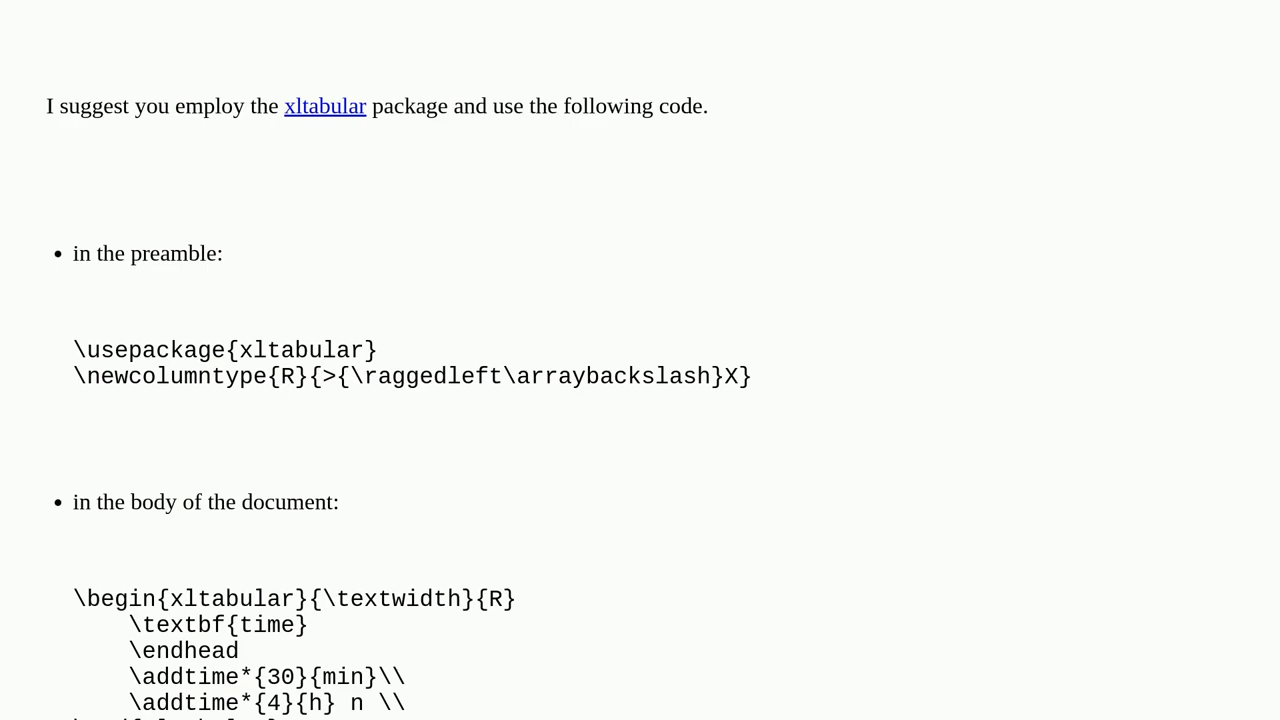 I suggest you employ the xltabular package and use the following code.
• in the preamble:
\usepackage{xltabular}
\newcolumntype{R}{>{\raggedleft\arraybackslash}X}
• in the body of the document:
\begin{xltabular}{\textwidth}{R}
    \textbf{time}
    \endhead
    \addtime*{30}{min}\\
    \addtime*{4}{h} n \\